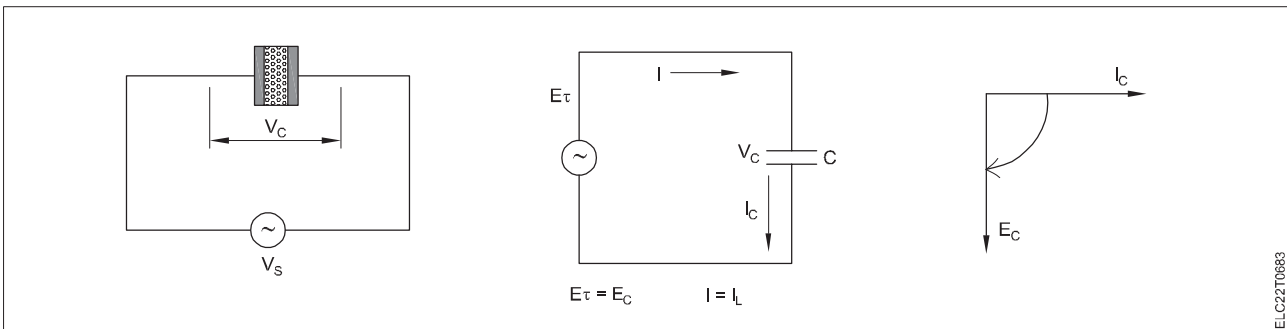 V_C
~
V_S
I
Eτ
~
V_C
C
I_C
Eτ = E_C
I = I_L
I_C
E_C
ELC22T0683